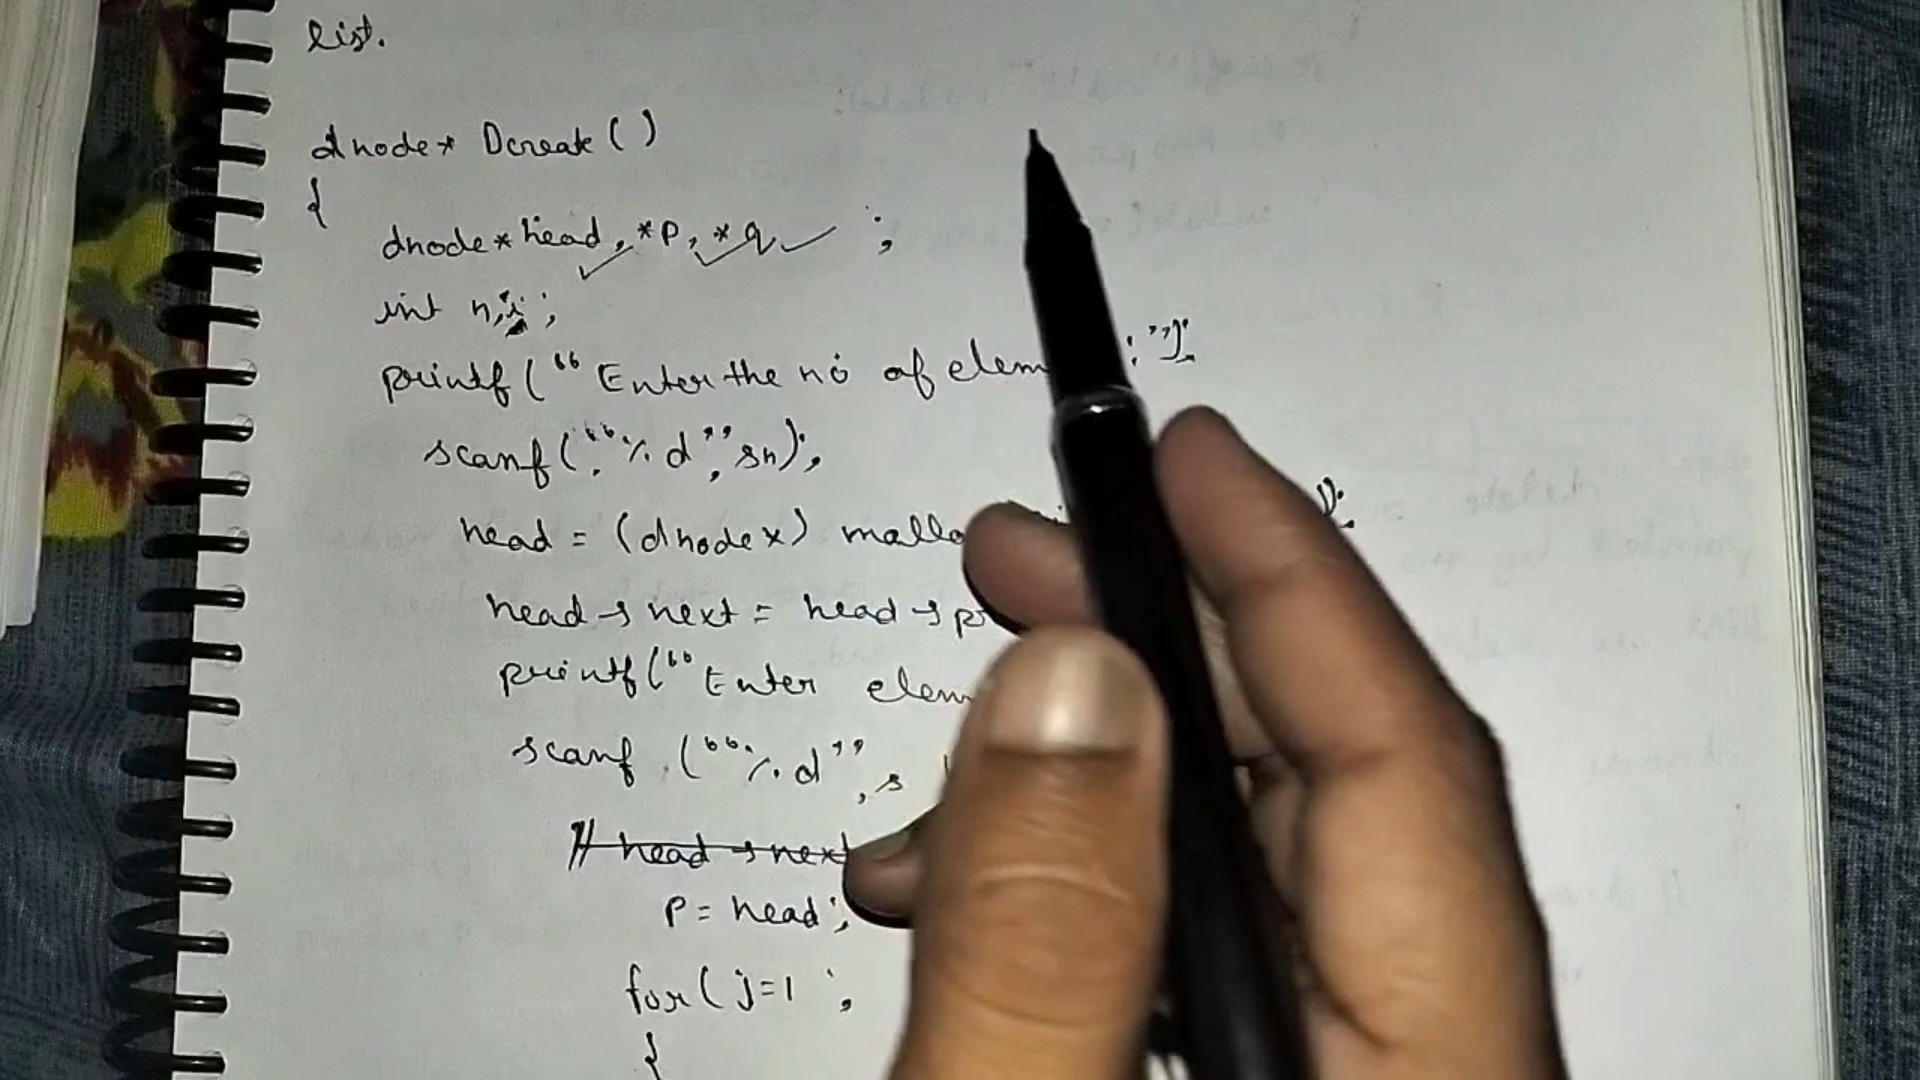 list.
dnode* Dcreate()
{
dnode*head, *p, *q ;
int n,i;
printf("Enter the no of elem : ");
scanf("%d", &n);
head = (dnode*) mallo );
head → next = head → pr
printf("Enter elem
scanf ("%d", &
// head → next
P = head;
for(j=1 ;
{